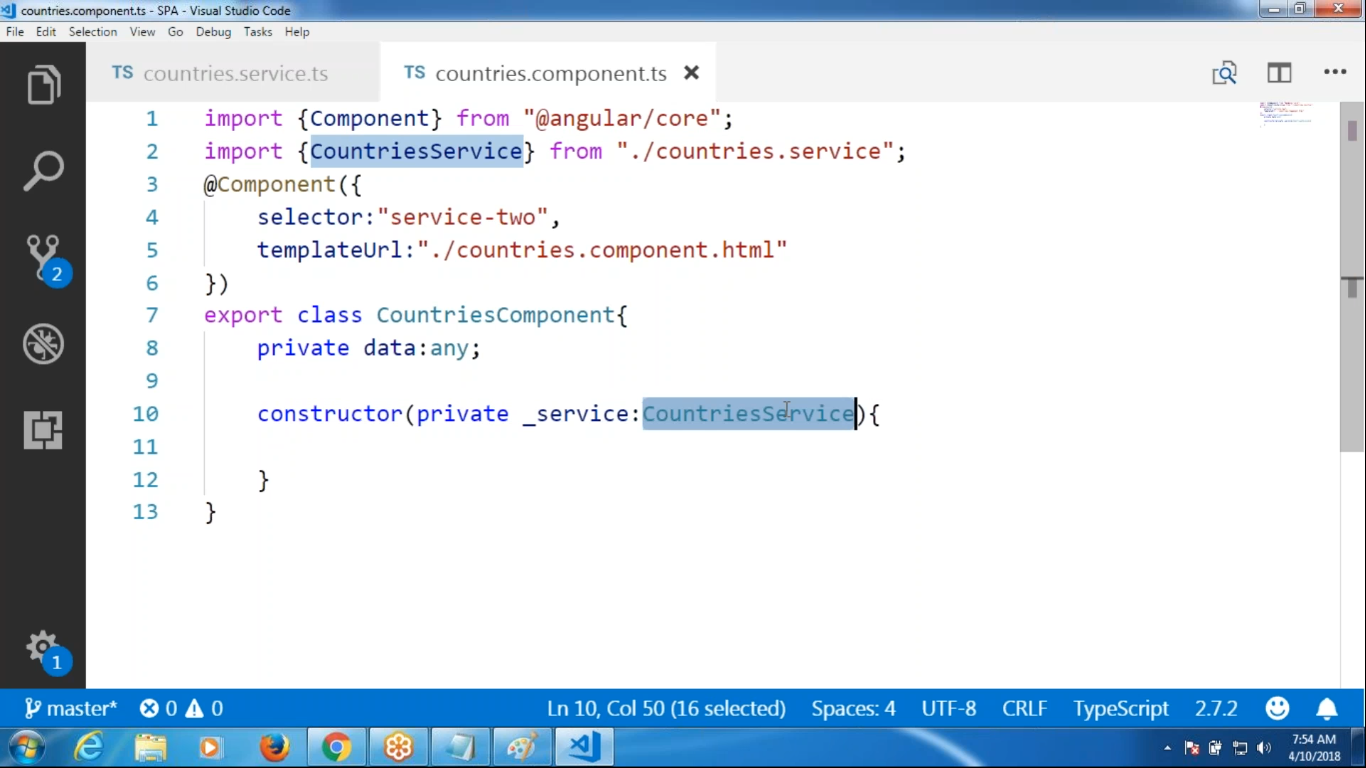 countries.component.ts - SPA - Visual Studio Code
File Edit Selection View Go Debug Tasks Help
TS countries.service.ts TS countries.component.ts
1 import {Component} from "@angular/core";
2 import {CountriesService} from "./countries.service";
3 @Component({
4 selector:"service-two",
5 templateUrl:"./countries.component.html"
6 })
7 export class CountriesComponent{
8 private data:any;
9
10 constructor(private _service:CountriesService){
11
12 }
13 }
2
1
master* 0 0 Ln 10, Col 50 (16 selected) Spaces: 4 UTF-8 CRLF TypeScript 2.7.2
7:54 AM
4/10/2018